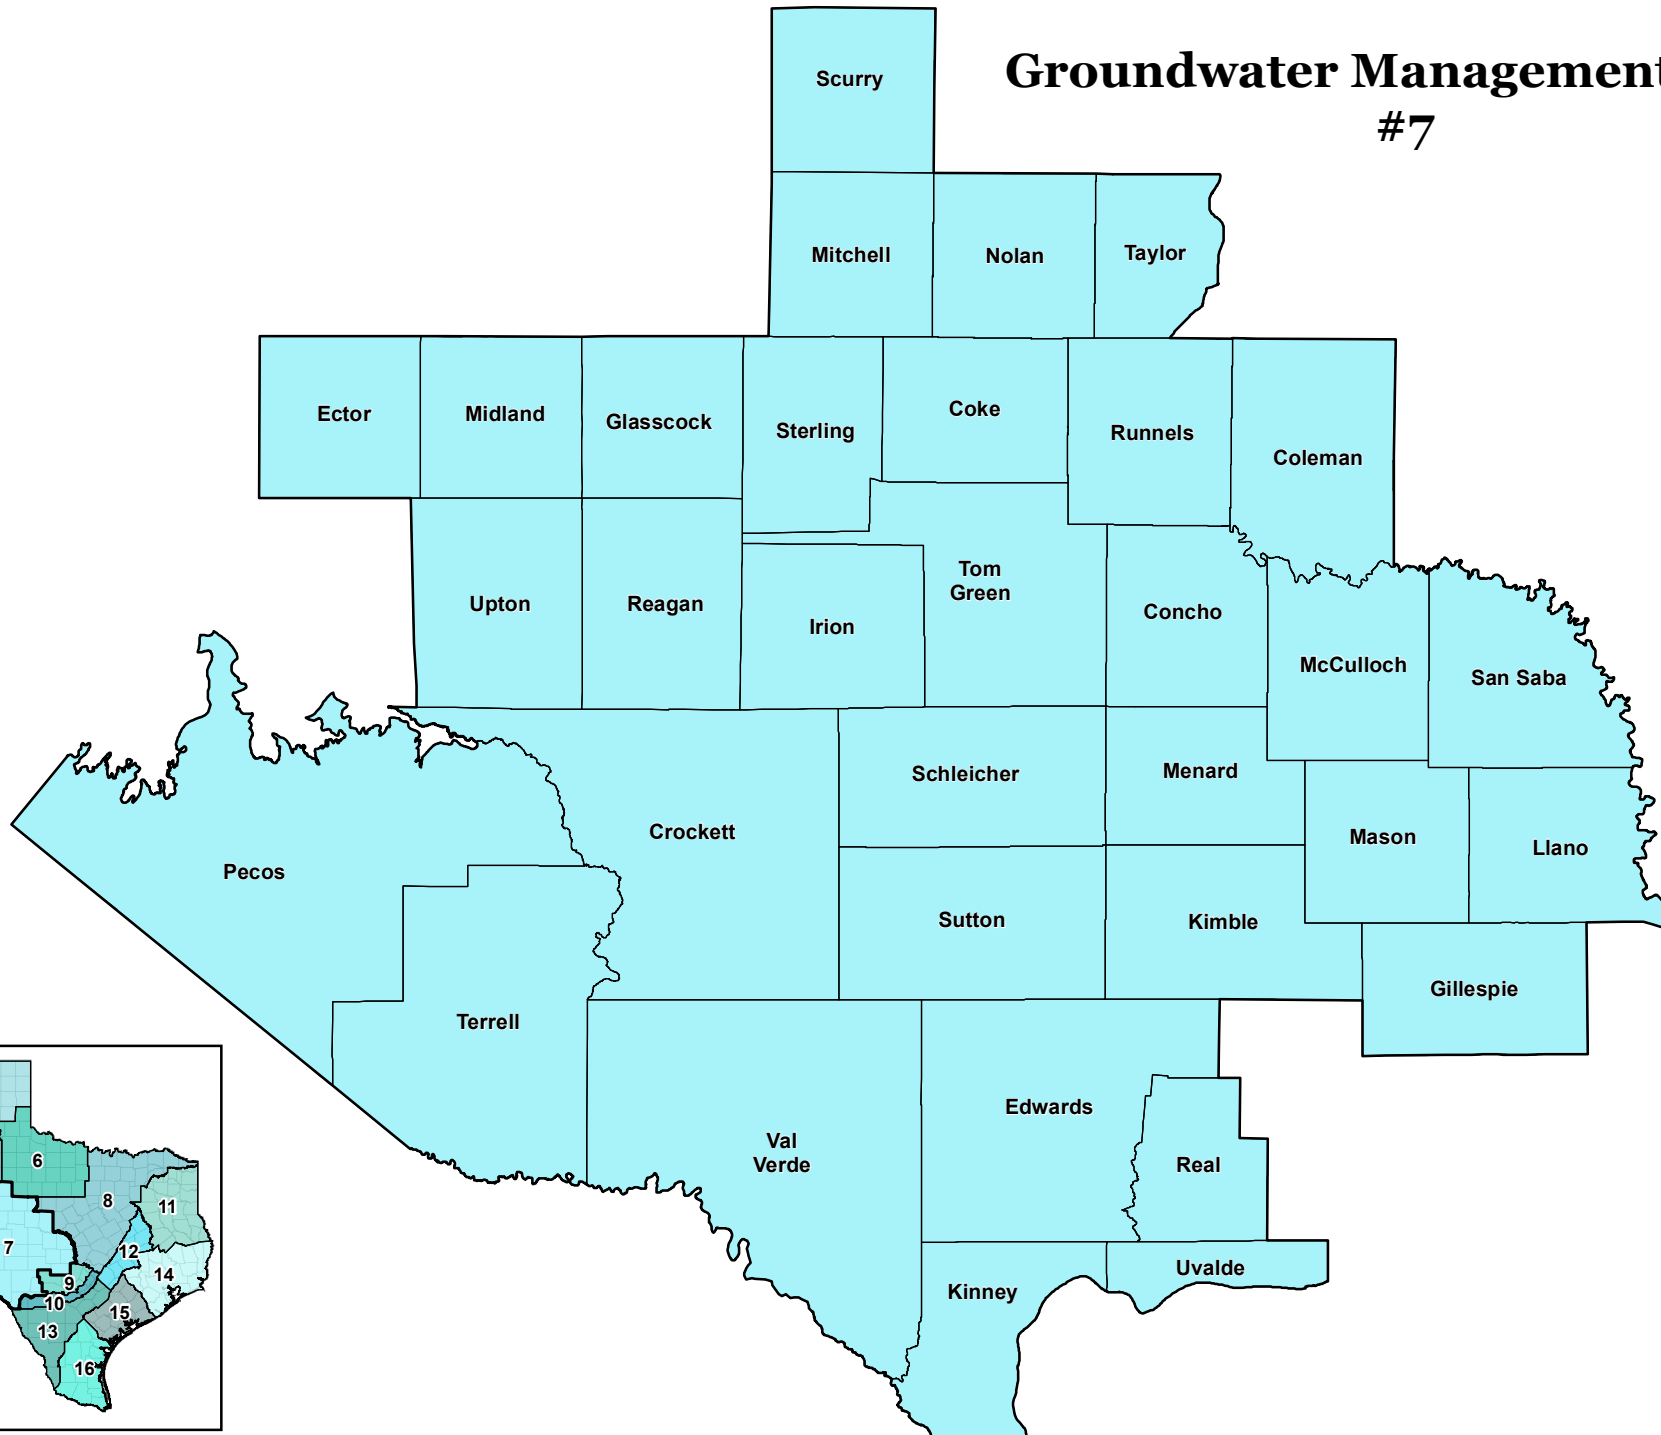 Groundwater Management
#7
Scurry
Mitchell
Nolan
Taylor
Ector
Midland
Glasscock
Sterling
Coke
Runnels
Coleman
Upton
Reagan
Irion
Tom
Green
Concho
McCulloch
San Saba
Pecos
Crockett
Schleicher
Menard
Mason
Llano
Sutton
Kimble
Gillespie
Terrell
Val
Verde
Edwards
Real
Kinney
Uvalde
6
8
11
7
12
14
9
10
15
13
16